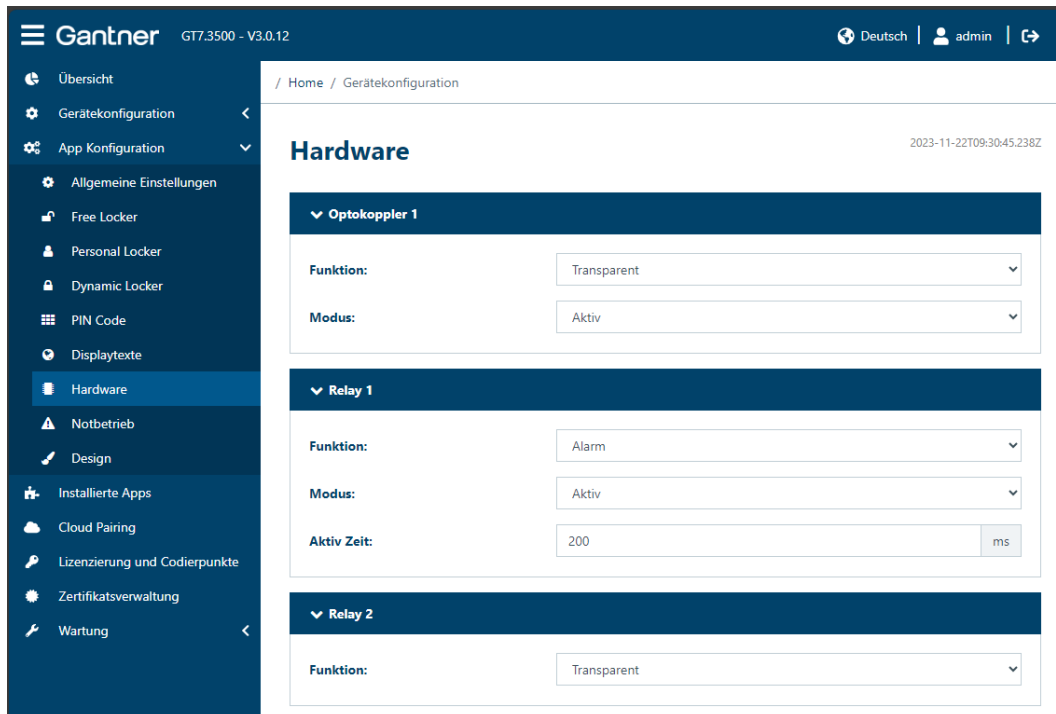 Gantner GT7.3500 - V3.0.12 Deutsch admin
Übersicht
Gerätekonfiguration
App Konfiguration
Allgemeine Einstellungen
Free Locker
Personal Locker
Dynamic Locker
PIN Code
Displaytexte
Hardware
Notbetrieb
Design
Installierte Apps
Cloud Pairing
Lizenzierung und Codierpunkte
Zertifikatsverwaltung
Wartung
/ Home / Gerätekonfiguration
Hardware 2023-11-22T09:30:45.238Z
Optokoppler 1
Funktion: Transparent
Modus: Aktiv
Relay 1
Funktion: Alarm
Modus: Aktiv
Aktiv Zeit: 200 ms
Relay 2
Funktion: Transparent